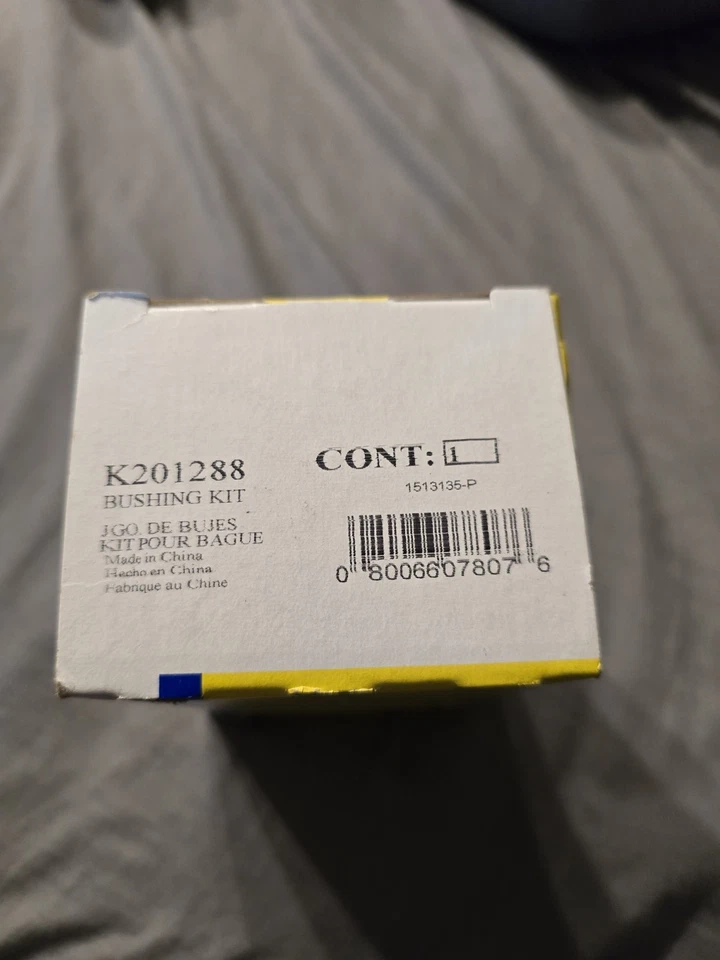 K201288
BUSHING KIT
JGO. DE BUJES
KIT POUR BAGUE
Made in China
Hecho en China
Fabrique au Chine
CONT: 1
1513135-P
0 8006607807 6